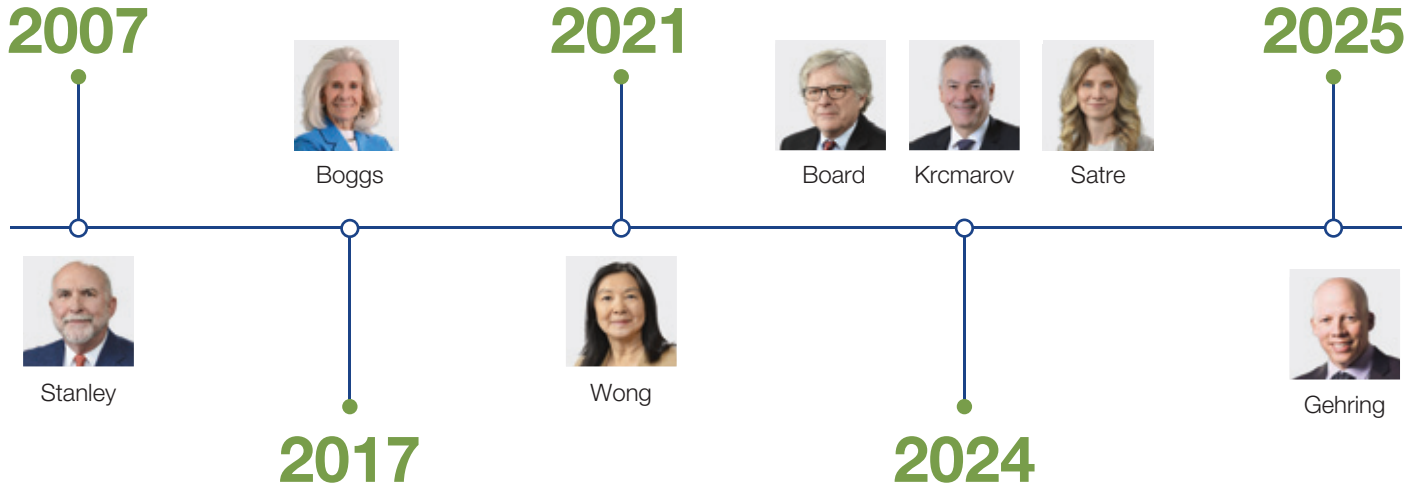 2007
2021
2025
Boggs
Board
Krcmarov
Satre
Stanley
Wong
Gehring
2017
2024